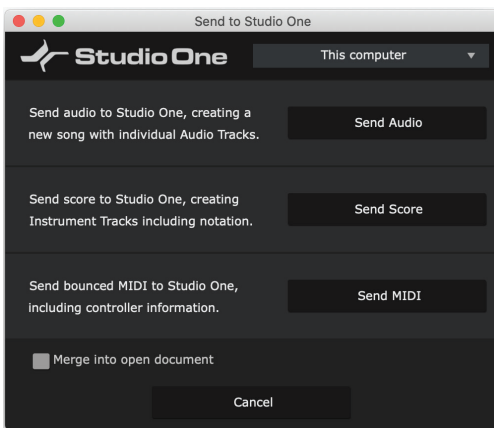 Send to Studio One
Studio One
This computer
Send audio to Studio One, creating a
new song with individual Audio Tracks.
Send Audio
Send score to Studio One, creating
Instrument Tracks including notation.
Send Score
Send bounced MIDI to Studio One,
including controller information.
Send MIDI
Merge into open document
Cancel